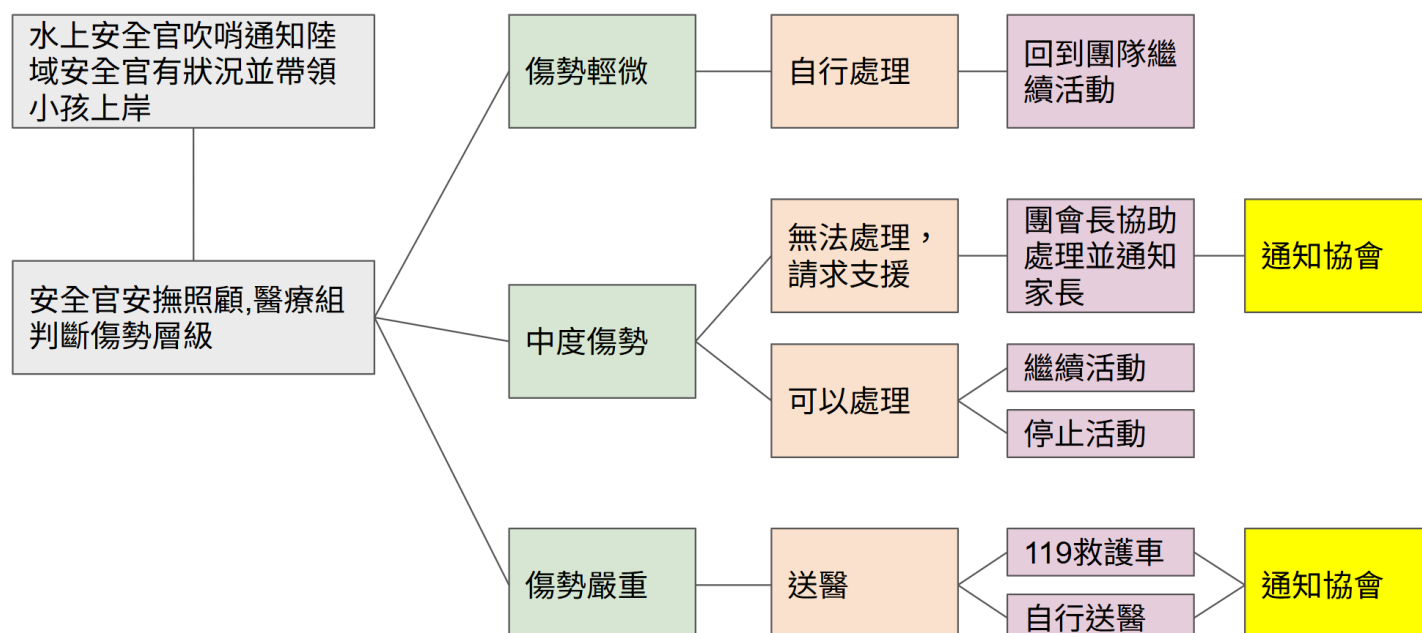 水上安全官吹哨通知陸
域安全官有狀況並帶領
小孩上岸
安全官安撫照顧,醫療組
判斷傷勢層級
傷勢輕微
自行處理
回到團隊繼
續活動
中度傷勢
無法處理，
請求支援
團會長協助
處理並通知
家長
通知協會
可以處理
繼續活動
停止活動
傷勢嚴重
送醫
119救護車
自行送醫
通知協會